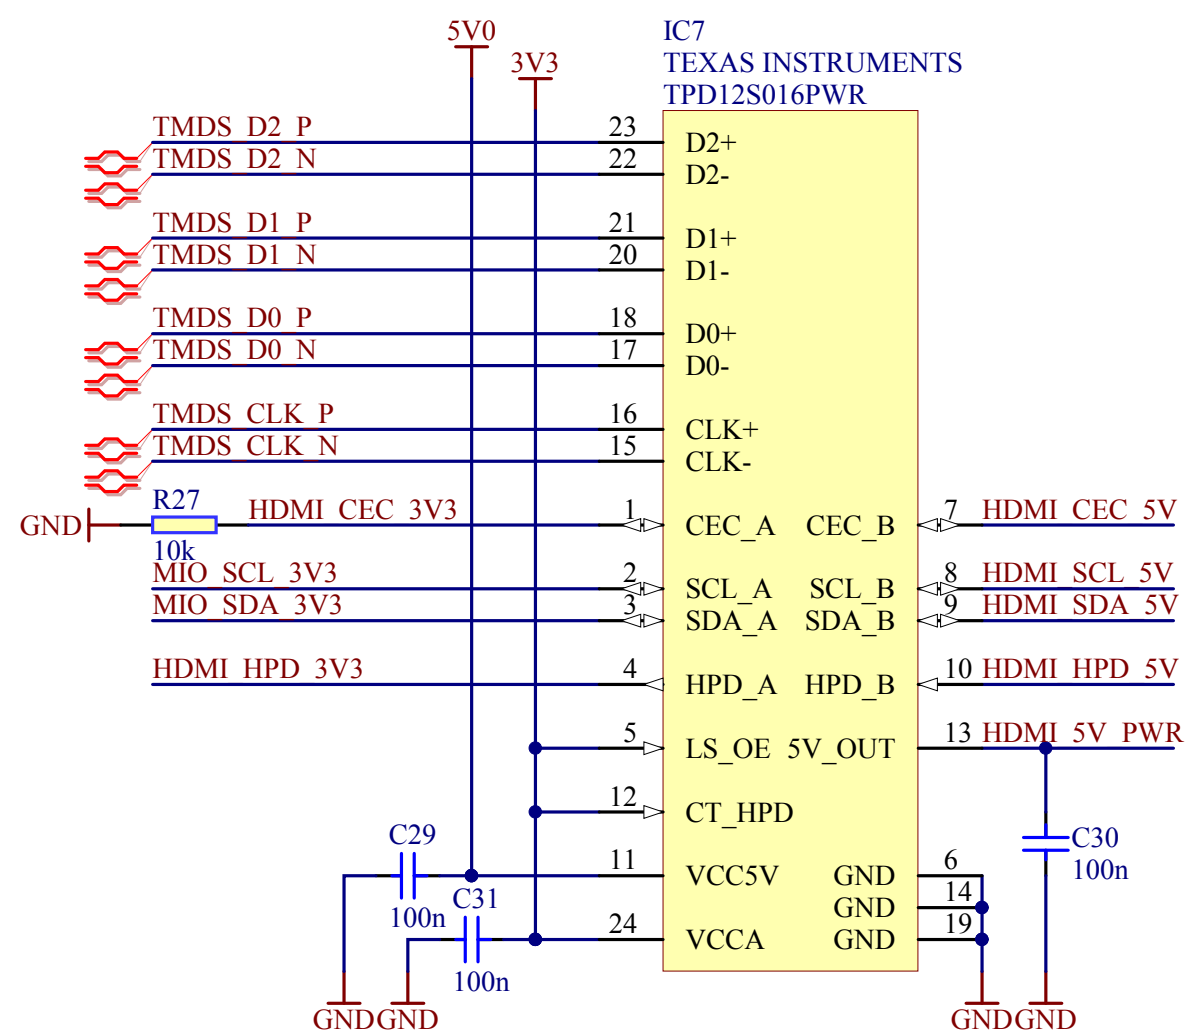 5V0
3V3
IC7
TEXAS INSTRUMENTS
TPD12S016PWR
TMDS_D2_P 23 D2+
TMDS_D2_N 22 D2-
TMDS_D1_P 21 D1+
TMDS_D1_N 20 D1-
TMDS_D0_P 18 D0+
TMDS_D0_N 17 D0-
TMDS_CLK_P 16 CLK+
TMDS_CLK_N 15 CLK-
R27
GND HDMI_CEC_3V3 1 CEC_A CEC_B 7 HDMI_CEC_5V
10k
MIO_SCL_3V3 2 SCL_A SCL_B 8 HDMI_SCL_5V
MIO_SDA_3V3 3 SDA_A SDA_B 9 HDMI_SDA_5V
HDMI_HPD_3V3 4 HPD_A HPD_B 10 HDMI_HPD_5V
5 LS_OE 5V_OUT 13 HDMI_5V_PWR
12 CT_HPD
C29
C30
100n
11 VCC5V GND 6
C31
100n
14 GND
24 VCCA GND 19
100n
GND GND GND GND